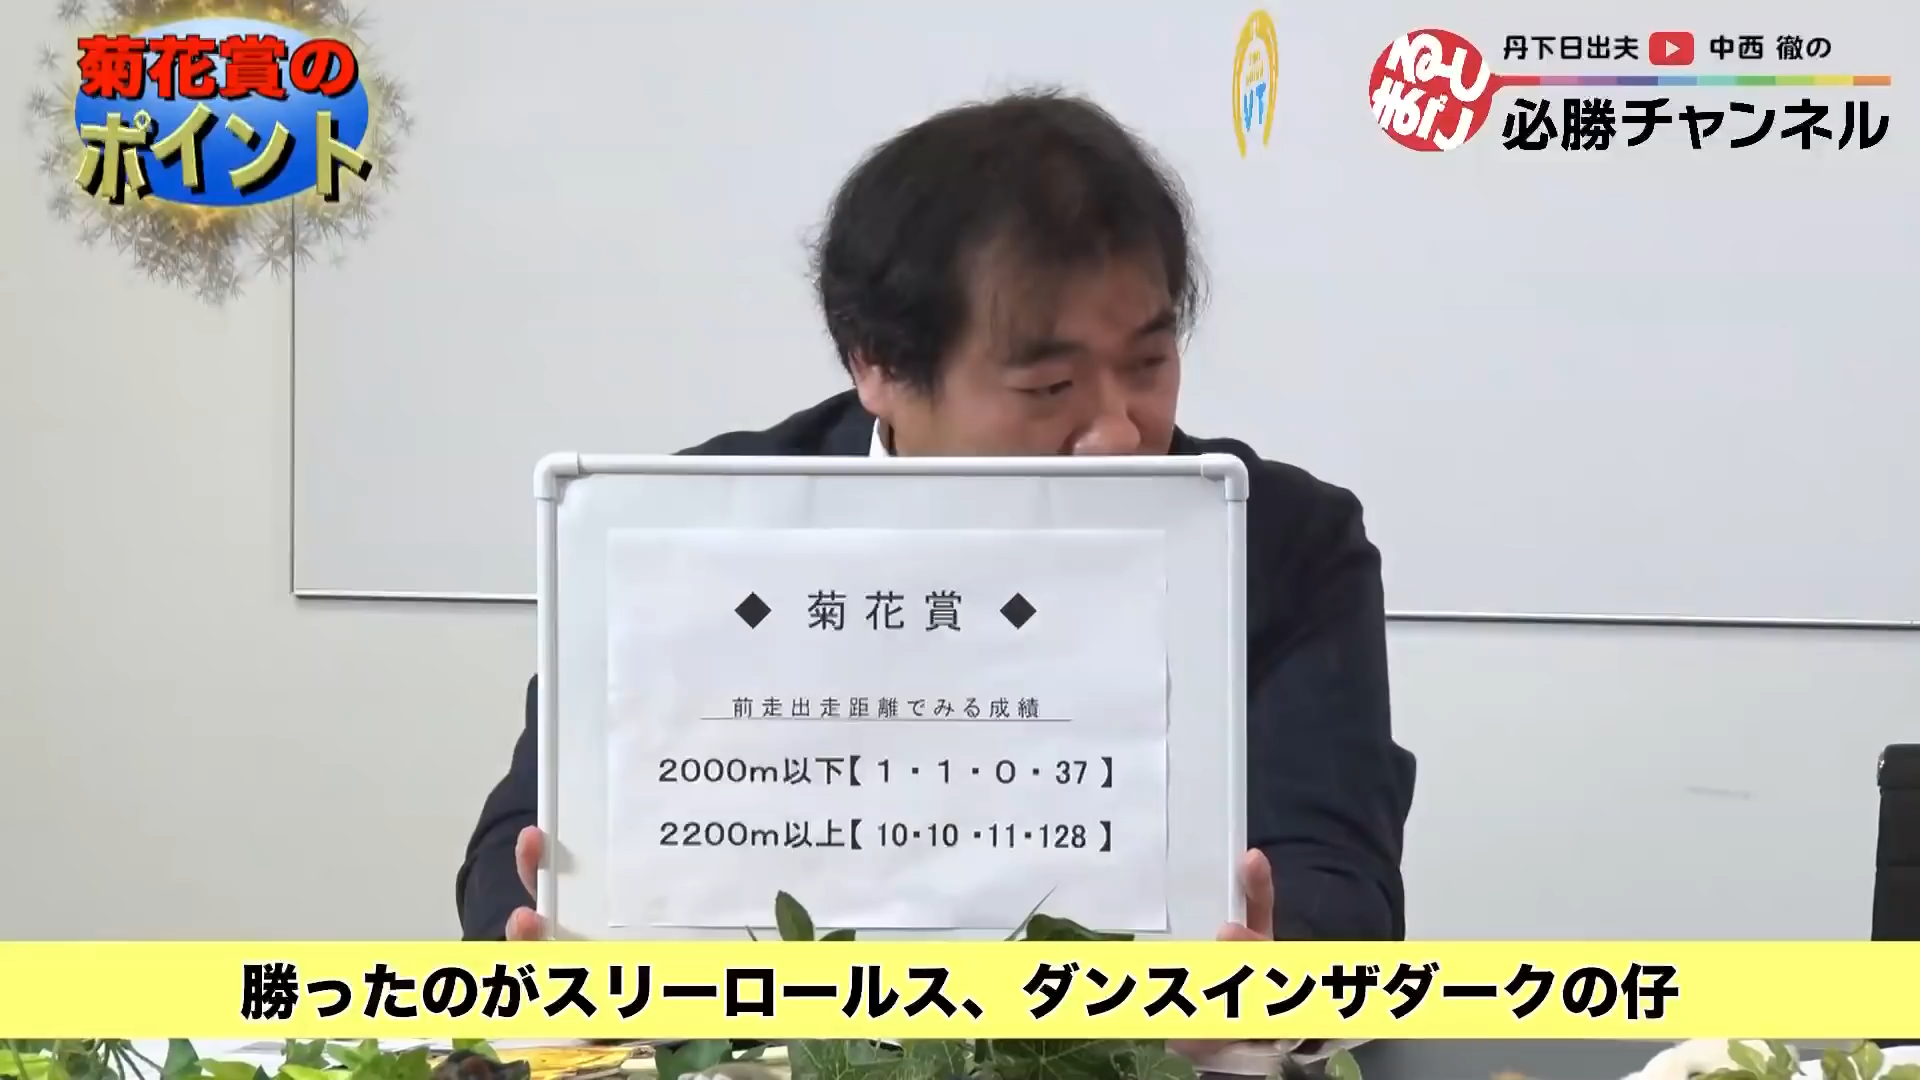 菊花賞の
ポイント
VT
丹下日出夫 中西 徹の
必勝チャンネル
◆ 菊花賞 ◆
前走出走距離でみる成績
2000m以下【 1・1・0・37 】
2200m以上【 10・10・11・128 】
勝ったのがスリーロールス、ダンスインザダークの仔